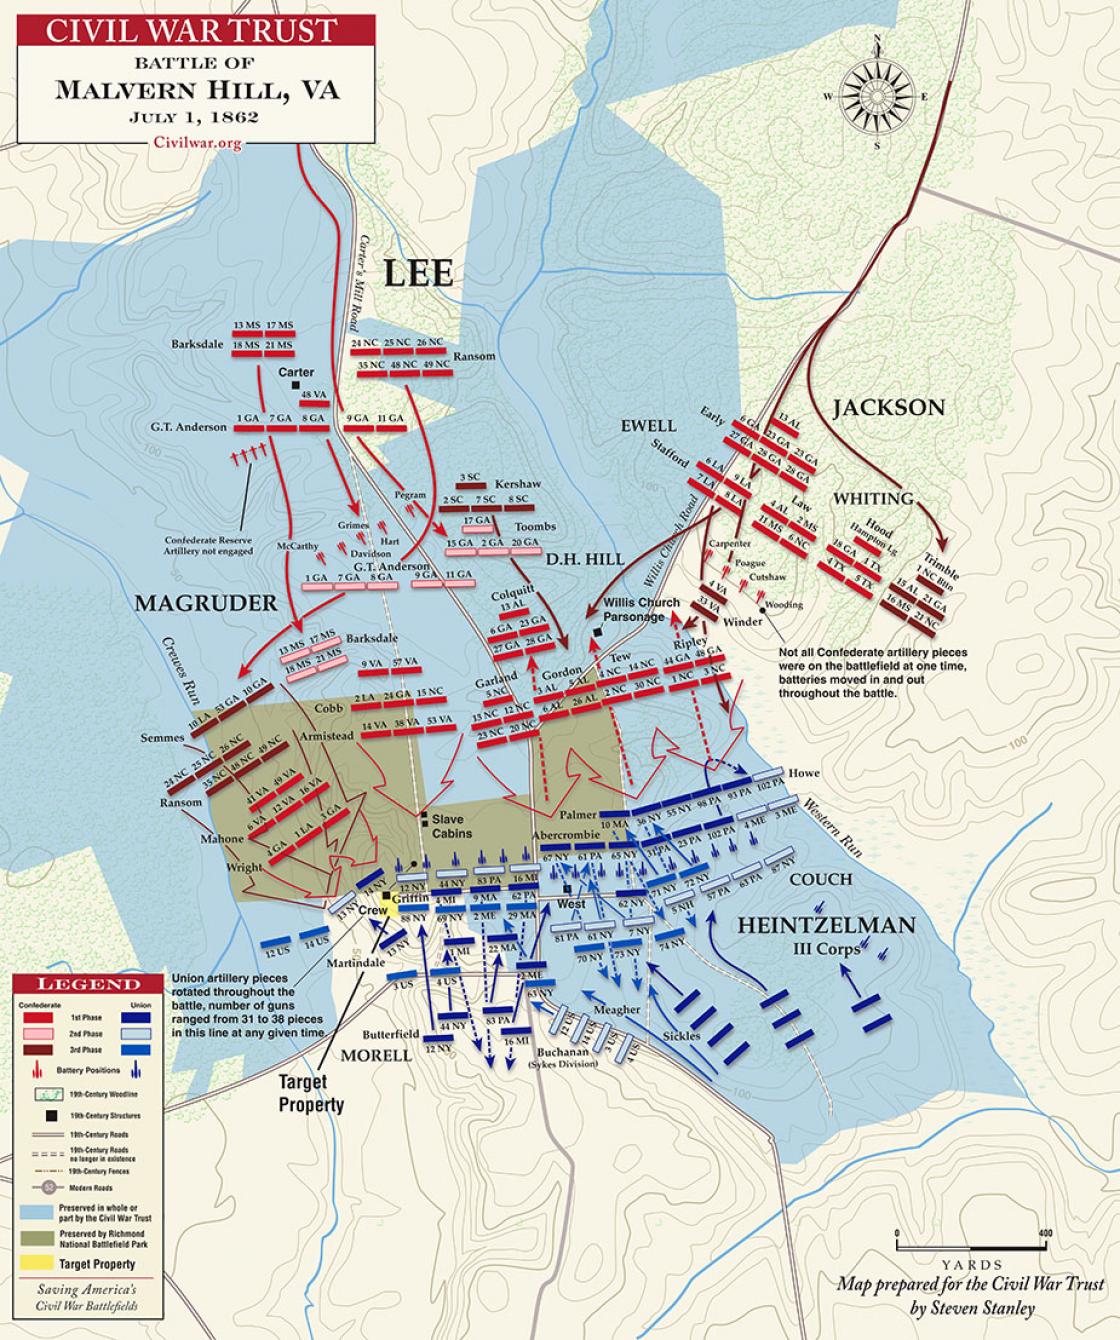 CIVIL WAR TRUST
BATTLE OF
MALVERN HILL, VA
JULY 1, 1862
Civilwar.org
N
W E
S
Carter's Mill Road
LEE
13 MS 17 MS
Barksdale
18 MS 21 MS
24 NC 25 NC 26 NC
Ransom
35 NC 48 NC 49 NC
Carter
48 VA
G.T. Anderson
1 GA 7 GA 8 GA
9 GA 11 GA
JACKSON
EWELL
Early
13 AL
6 GA 23 GA 23 GA
27 GA 28 GA 28 GA
Stafford
6 LA 9 LA
7 LA 8 LA
WHITING
Law
4 AL 2 MS
11 MS 6 NC
Hood
Hampton Lg
18 GA 1 TX
4 TX 5 TX
Trimble
1 NC Bttn
15 AL 21 GA
16 MS 21 NC
100
100
Willis Church Road
3 SC
Kershaw
2 SC 7 SC 8 SC
17 GA
Toombs
15 GA 2 GA 20 GA
Pegram
Grimes
Hart
Davidson
McCarthy
Confederate Reserve
Artillery not engaged
G.T. Anderson
1 GA 7 GA 8 GA
9 GA 11 GA
D.H. HILL
Carpenter
Poague
Cutshaw
Wooding
4 VA
33 VA
Winder
MAGRUDER
Colquitt
13 AL
6 GA 23 GA
27 GA 28 GA
Willis Church
Parsonage
Not all Confederate artillery pieces
were on the battlefield at one time,
batteries moved in and out
throughout the battle.
Crewes Run
13 MS 17 MS
Barksdale
18 MS 21 MS
9 VA 57 VA
Garland
5 NC
13 NC 12 NC
23 NC 20 NC
Gordon
3 AL 5 AL
6 AL 26 AL
Tew
4 NC 14 NC
2 NC 30 NC
Ripley
44 GA 48 GA
1 NC 3 NC
Semmes
10 LA 53 GA 10 GA
Cobb
2 LA 24 GA 15 NC
Armistead
14 VA 38 VA 53 VA
24 NC 25 NC 26 NC
35 NC 48 NC 49 NC
Ransom
41 VA 49 VA
6 VA 12 VA 16 VA
Mahone
4 GA 1 LA 3 GA
Wright
100
Slave
Cabins
Howe
Palmer
10 MA 36 NY 55 NY 98 PA 93 PA 102 PA
Abercrombie
67 NY 61 PA 65 NY 31 PA 23 PA 102 PA 4 ME 3 ME
Western Run
COUCH
14 NY
13 NY
12 NY 44 NY 83 PA 16 MI
Griffin
4 MI 9 MA 62 PA
Crew
88 NY 69 NY 2 ME 29 MA
West
62 NY
71 NY 72 NY
5 NH 57 PA 63 PA 87 NY
81 PA 61 NY 7 NY
70 NY 73 NY 74 NY
HEINTZELMAN
III Corps
12 US 14 US
13 NY
1 MI 22 MA
Martindale
3 US 4 US
2 ME
63 NY
Union artillery pieces
rotated throughout the
battle, number of guns
ranged from 31 to 38 pieces
in this line at any given time.
44 NY 83 PA
Butterfield
12 NY
16 MI
MORELL
12 US 14 US 3 US 4 US
Buchanan
(Sykes Division)
Meagher
Sickles
Target
Property
100
LEGEND
Confederate Union
1st Phase
2nd Phase
3rd Phase
Battery Positions
19th-Century Woodline
19th-Century Structures
19th-Century Roads
19th-Century Roads
no longer in existence
19th-Century Fences
52 Modern Roads
Preserved in whole or
part by the Civil War Trust
Preserved by Richmond
National Battlefield Park
Target Property
Saving America's
Civil War Battlefields
0 400
YARDS
Map prepared for the Civil War Trust
by Steven Stanley